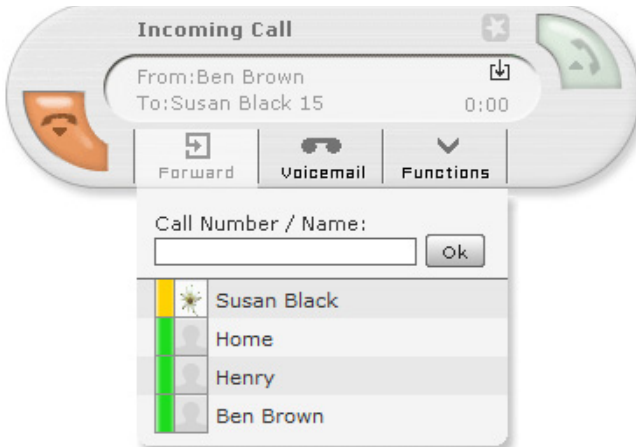 Incoming Call
From:Ben Brown
To:Susan Black 15 0:00
Forward Voicemail Functions
Call Number / Name:
Ok
Susan Black
Home
Henry
Ben Brown